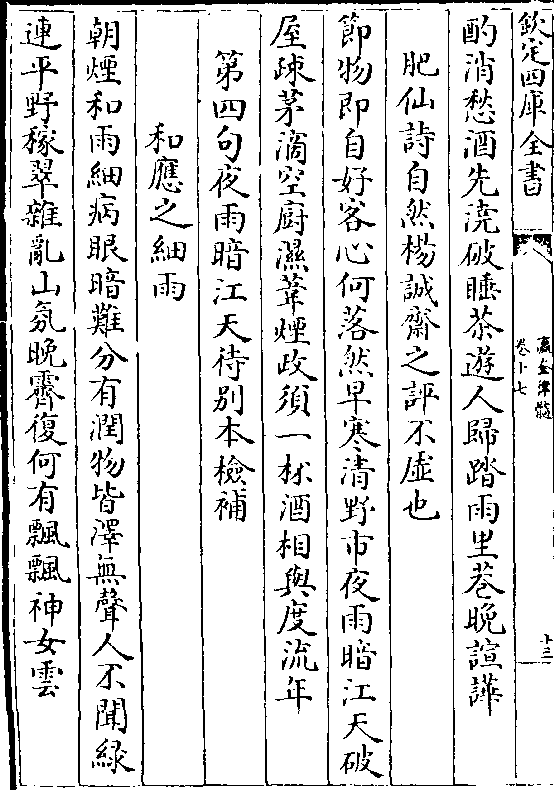 欽定四庫全書
瀛奎律髓
卷十七
十三
酌消愁酒先澆破睡茶遊人歸踏雨里巷晚諠譁
肥仙詩自然楊誠齋之評不虚也
節物即自好客心何落然早寒清野市夜雨暗江天破
屋疎茅滴空廚濕葦煙政須一杯酒相與度流年
第四句夜雨暗江天待別本檢補
和應之細雨
朝煙和雨細病眼暗難分有潤物皆澤無聲人不聞緑
連平野稼翠雜亂山氛晩霽復何有飄飄神女雲